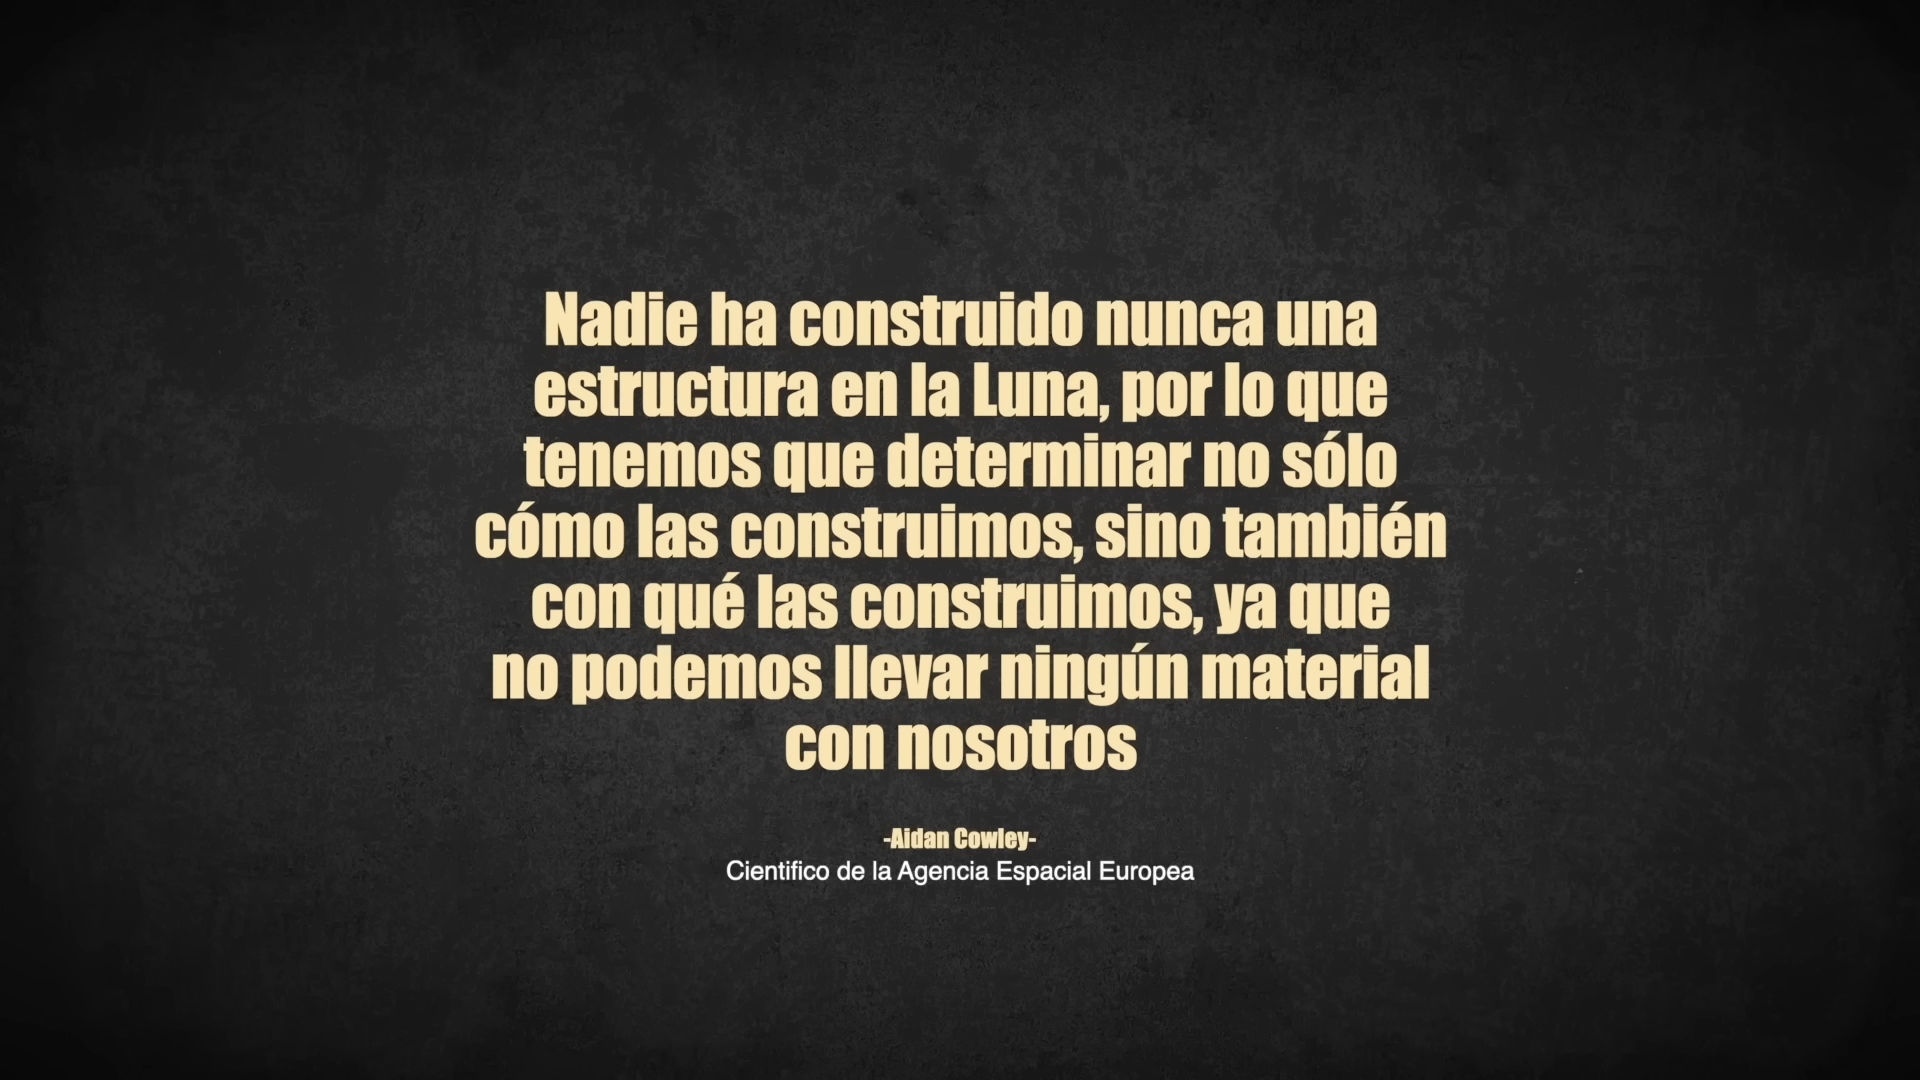 Nadie ha construido nunca una
estructura en la Luna, por lo que
tenemos que determinar no sólo
cómo las construimos, sino también
con qué las construimos, ya que
no podemos llevar ningún material
con nosotros
-Aidan Cowley-
Cientifico de la Agencia Espacial Europea